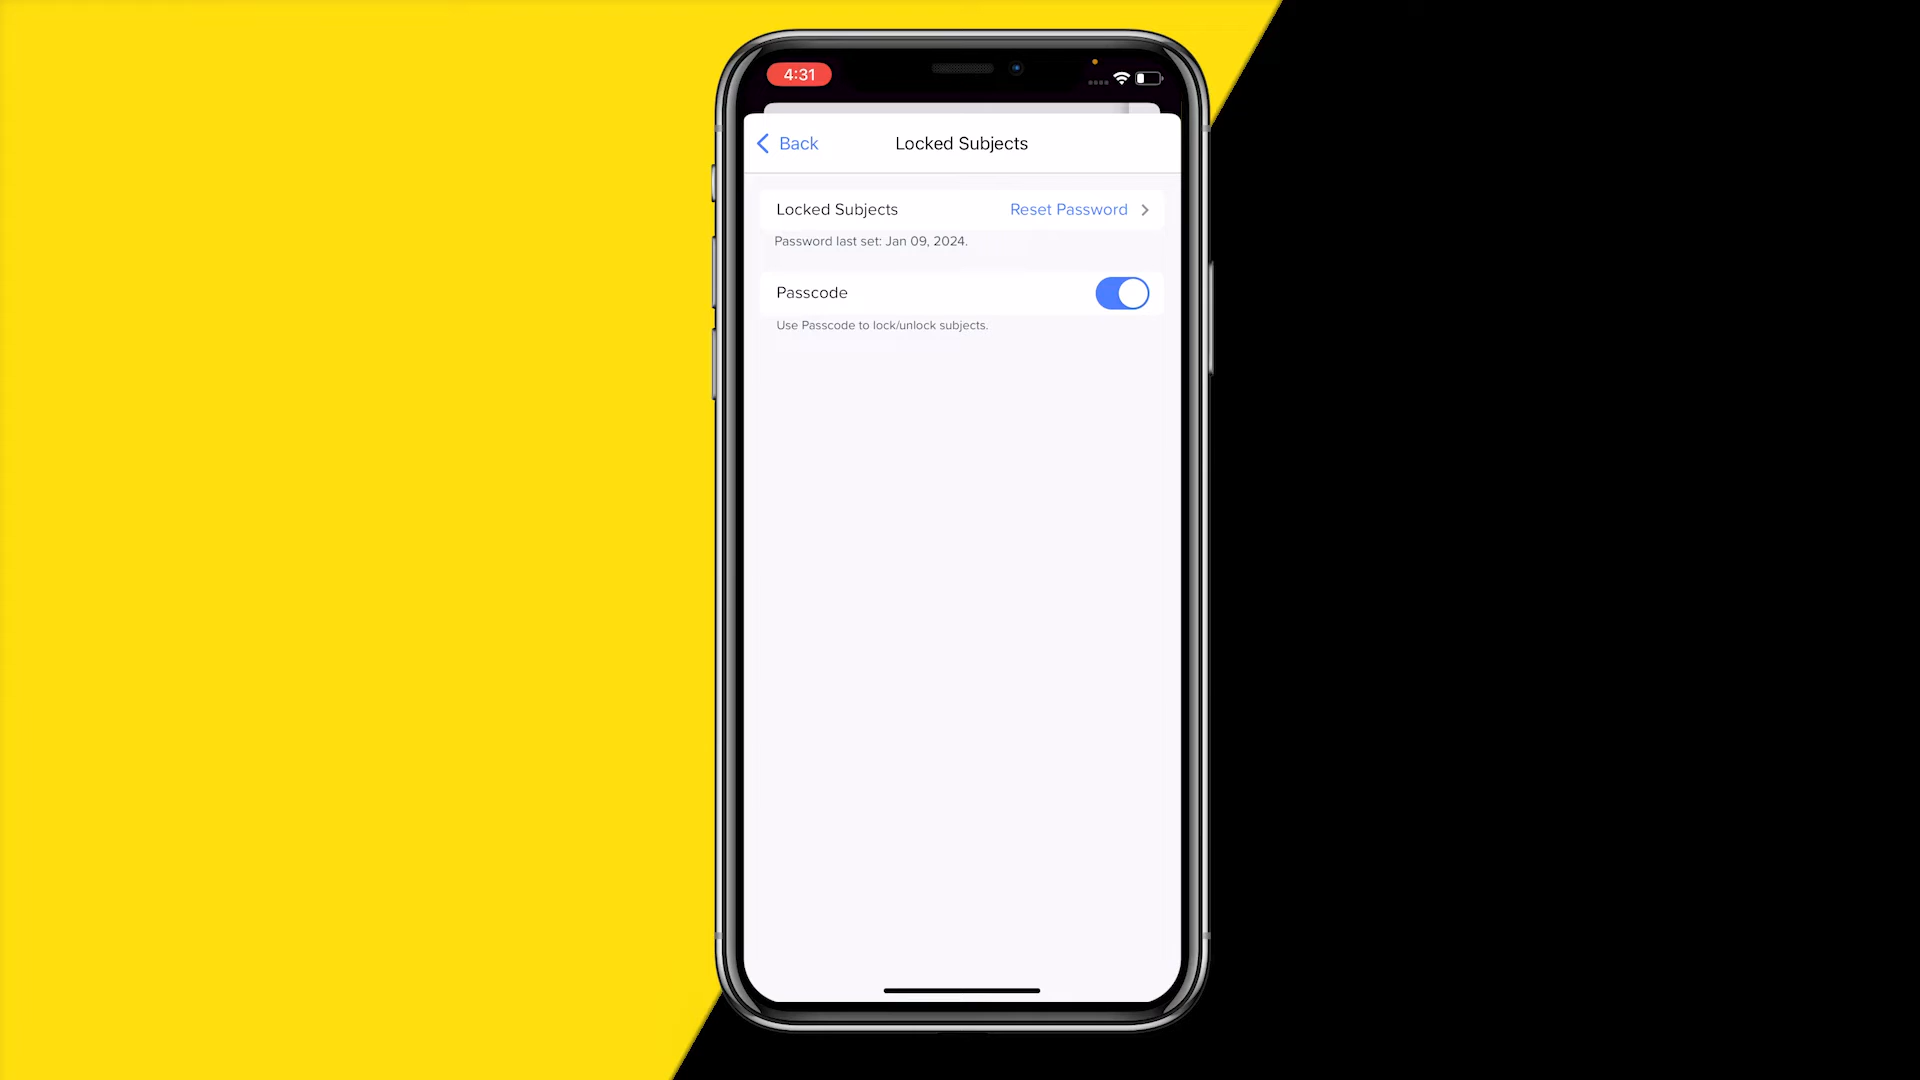 4:31
Back
Locked Subjects
Locked Subjects Reset Password
Password last set: Jan 09, 2024.
Passcode
Use Passcode to lock/unlock subjects.